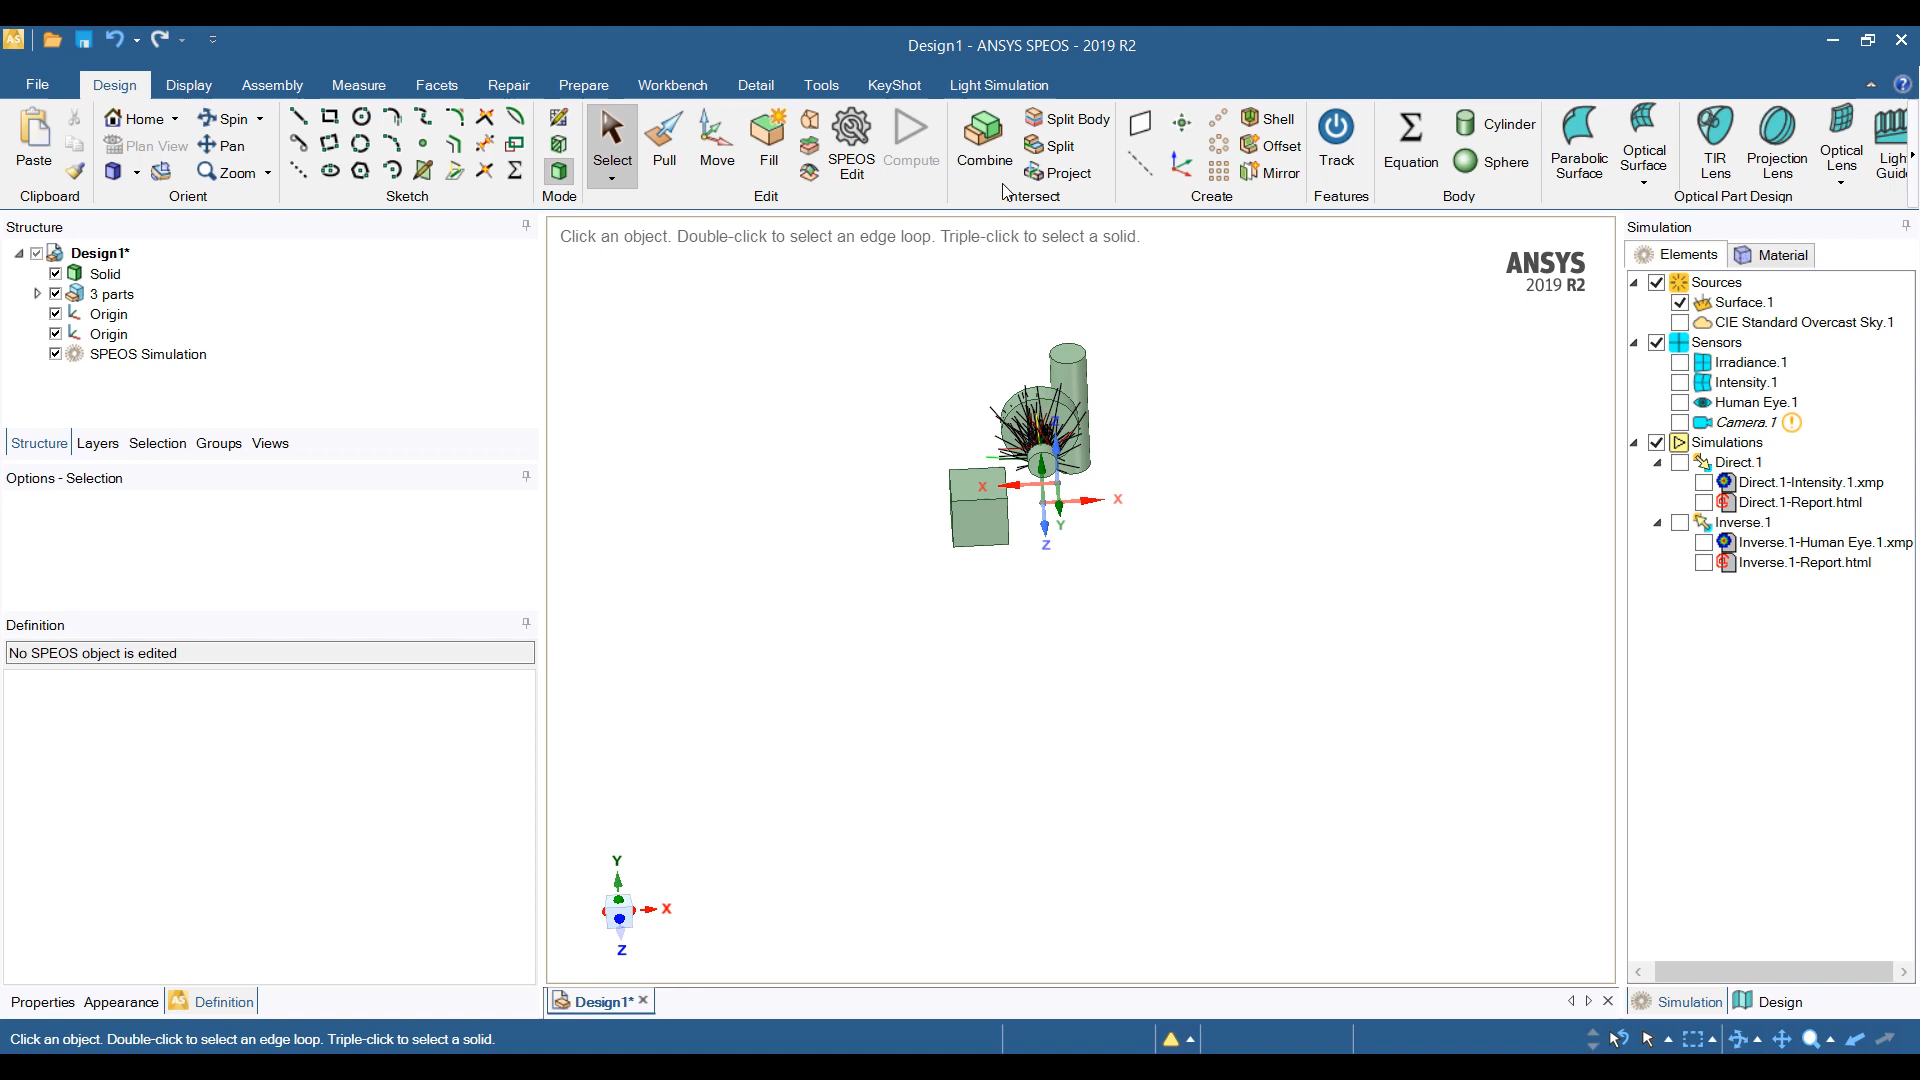 AS
Design1 - ANSYS SPEOS - 2019 R2
File Design Display Assembly Measure Facets Repair Prepare Workbench Detail Tools KeyShot Light Simulation
Paste
Home
Plan View
Spin
Pan
Zoom
Select
Pull
Move
Fill
SPEOS
Edit
Compute
Combine
Split Body
Split
Project
Shell
Offset
Mirror
Track
Equation
Cylinder
Sphere
Parabolic
Surface
Optical
Surface
TIR
Lens
Projection
Lens
Optical
Lens
Ligh
Guid
Clipboard Orient Sketch Mode Edit Intersect Create Features Body Optical Part Design
Structure
Design1*
Solid
3 parts
Origin
Origin
SPEOS Simulation
Structure Layers Selection Groups Views
Options - Selection
Definition
No SPEOS object is edited
Properties Appearance Definition
Click an object. Double-click to select an edge loop. Triple-click to select a solid.
ANSYS
2019 R2
Z
X
X
Y
Z
Y
X
Z
Design1*
Simulation
Elements Material
Sources
Surface.1
CIE Standard Overcast Sky.1
Sensors
Irradiance.1
Intensity.1
Human Eye.1
Camera.1
Simulations
Direct.1
Direct.1-Intensity.1.xmp
Direct.1-Report.html
Inverse.1
Inverse.1-Human Eye.1.xmp
Inverse.1-Report.html
Simulation Design
Click an object. Double-click to select an edge loop. Triple-click to select a solid.